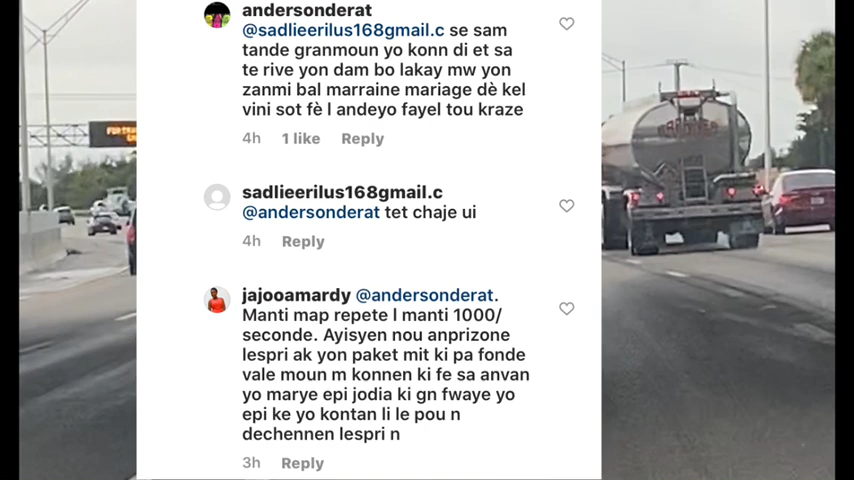 andersonderat
@sadlieerilus168gmail.c se sam
tande granmoun yo konn di et sa
te rive yon dam bo lakay mw yon
zanmi bal marraine mariage dè kel
vini sot fè l andeyo fayel tou kraze
4h 1 like Reply
sadlieerilus168gmail.c
@andersonderat tet chaje ui
4h Reply
jajooamardy @andersonderat.
Manti map repete l manti 1000/
seconde. Ayisyen nou anprizone
lespri ak yon paket mit ki pa fonde
vale moun m konnen ki fe sa anvan
yo marye epi jodia ki gn fwaye yo
epi ke yo kontan li le pou n
dechennen lespri n
3h Reply